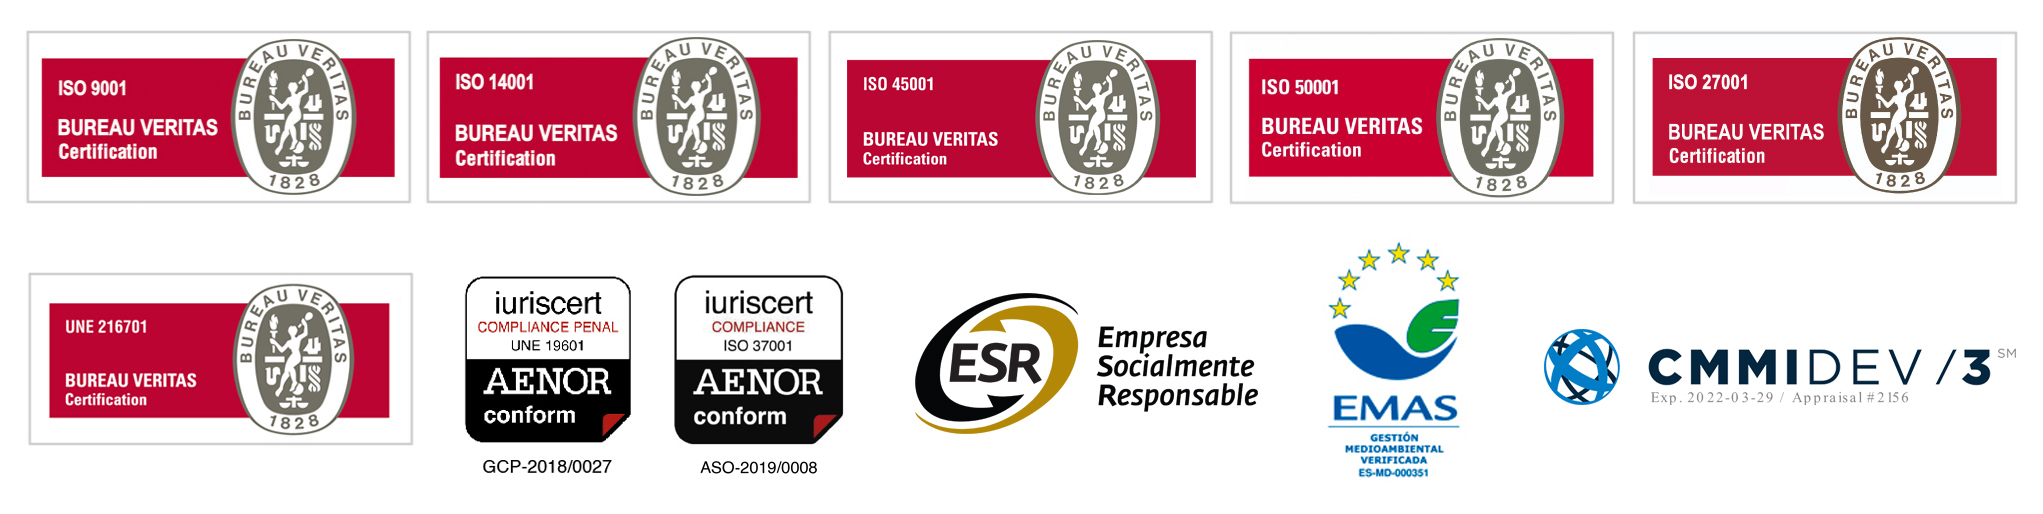 ISO 9001
BUREAU VERITAS
Certification
BUREAU VERITAS
1828
ISO 14001
BUREAU VERITAS
Certification
BUREAU VERITAS
1828
ISO 45001
BUREAU VERITAS
Certification
BUREAU VERITAS
1828
ISO 50001
BUREAU VERITAS
Certification
BUREAU VERITAS
1828
ISO 27001
BUREAU VERITAS
Certification
BUREAU VERITAS
1828
UNE 216701
BUREAU VERITAS
Certification
BUREAU VERITAS
1828
iuriscert
COMPLIANCE PENAL
UNE 19601
AENOR
conform
GCP-2018/0027
iuriscert
COMPLIANCE
ISO 37001
AENOR
conform
ASO-2019/0008
ESR
Empresa
Socialmente
Responsable
EMAS
GESTIÓN
MEDIOAMBIENTAL
VERIFICADA
ES-MD-000351
CMMIDEV/3 SM
Exp. 2022-03-29 / Appraisal #2156